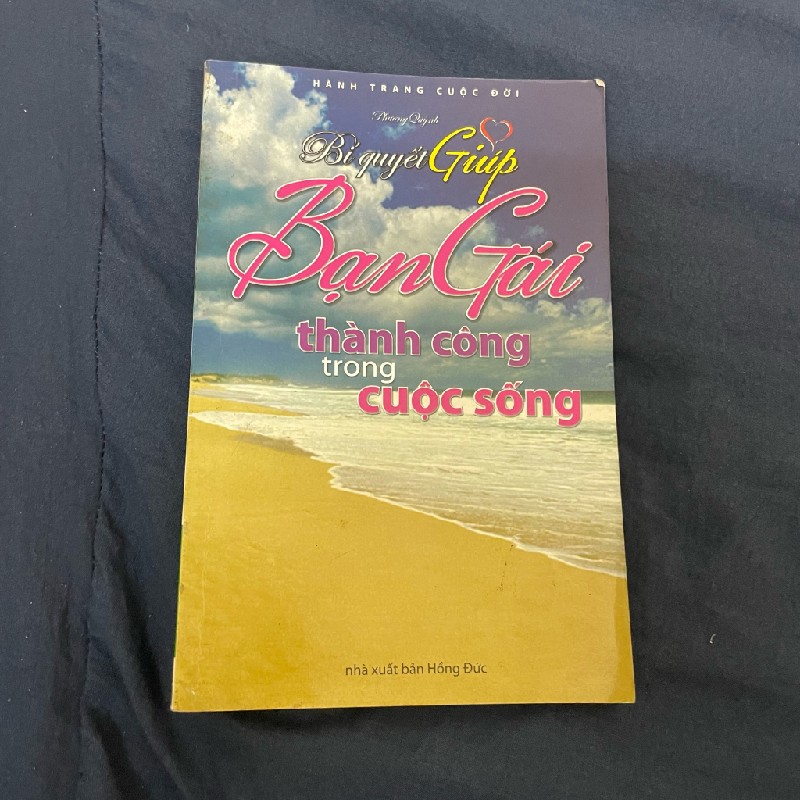 HÀNH TRANG CUỘC ĐỜI
Phương Quỳnh
Bí quyết Giúp
Bạn Gái
thành công
trong
cuộc sống
nhà xuất bản Hồng Đức